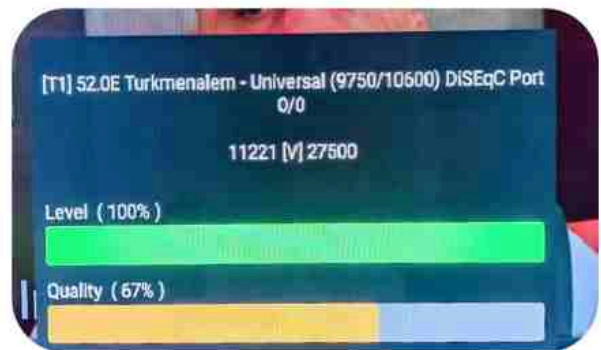 [T1] 52.0E Turkmenalem - Universal (9750/10600) DiSEqC Port
0/0
11221 [V] 27500
Level ( 100% )
Quality ( 67% )